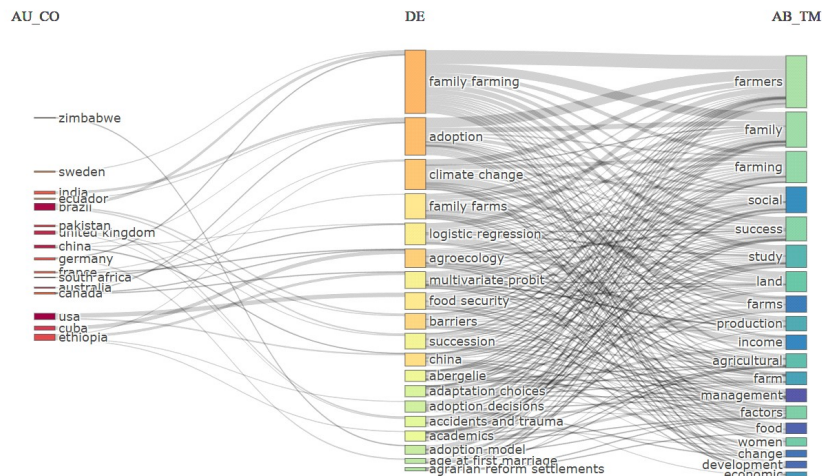 AU_CO
DE
AB_TM
zimbabwe
sweden
india
ecuador
brazil
pakistan
united kingdom
china
germany
france
south africa
australia
canada
usa
cuba
ethiopia
family farming
adoption
climate change
family farms
logistic regression
agroecology
multivariate probit
food security
barriers
succession
china
abergelle
adaptation choices
adoption decisions
accidents and trauma
academics
adoption model
age at first marriage
agrarian reform settlements
farmers
family
farming
social
success
study
land
farms
production
income
agricultural
farm
management
factors
food
women
change
development
economic